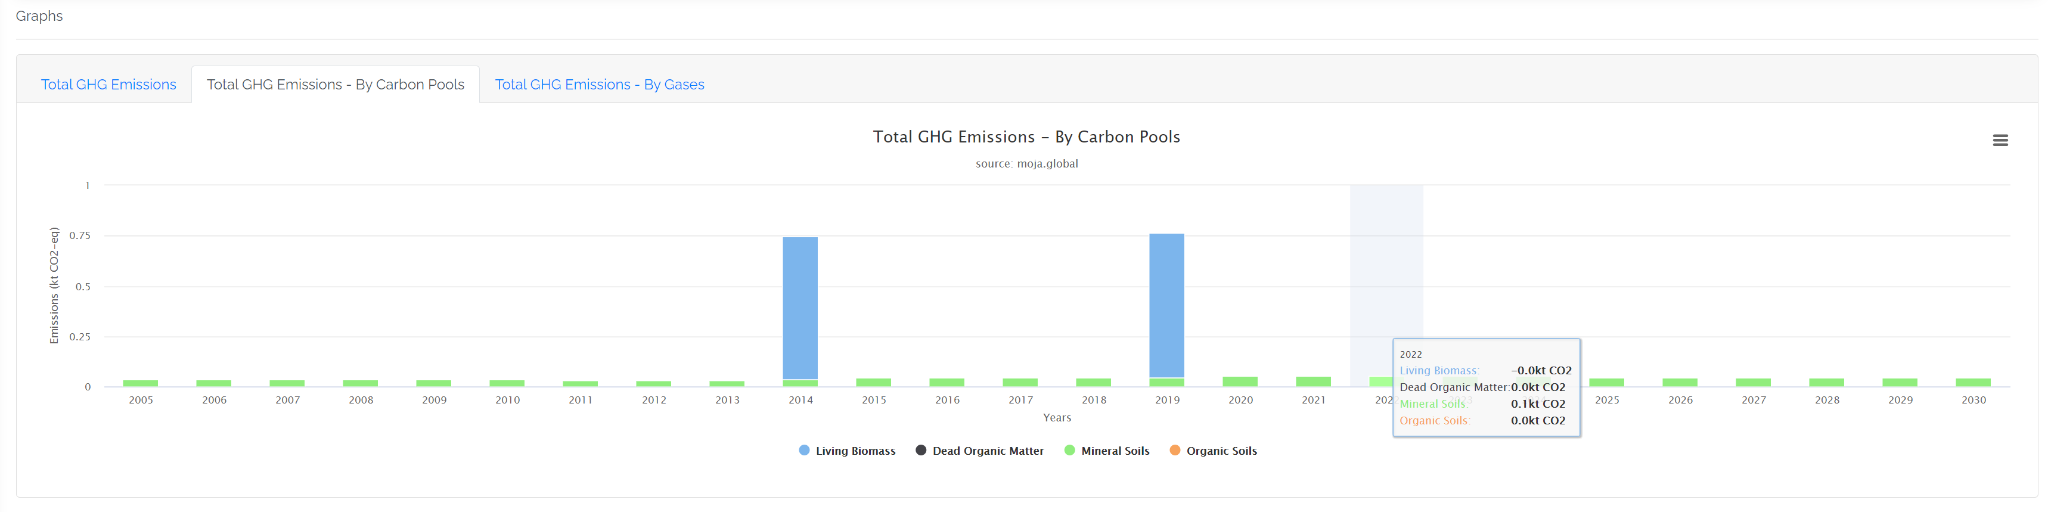 Graphs
Total GHG Emissions
Total GHG Emissions - By Carbon Pools
Total GHG Emissions - By Gases
Total GHG Emissions - By Carbon Pools
source: moja.global
Emissions (kt CO2-eq)
1
0.75
0.5
0.25
0
2022
Living Biomass: -0.0kt CO2
Dead Organic Matter: 0.0kt CO2
Mineral Soils: 0.1kt CO2
Organic Soils: 0.0kt CO2
2005 2006 2007 2008 2009 2010 2011 2012 2013 2014 2015 2016 2017 2018 2019 2020 2021 2022 2023 2025 2026 2027 2028 2029 2030
Years
Living Biomass Dead Organic Matter Mineral Soils Organic Soils